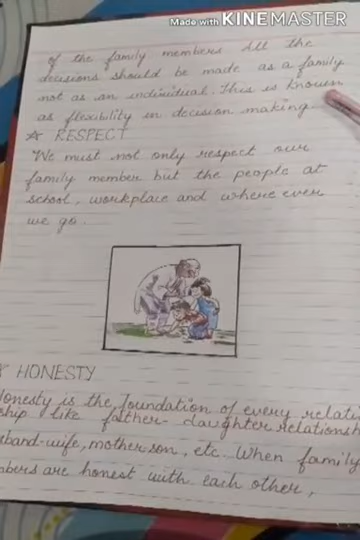 Made with KINEMASTER
of the family members All the
decisions should be made as a family
not as an individual. This is known
as flexibility in decision making.
☆ RESPECT
We must not only respect our
family member but the people at
school, workplace and where ever
we go.
☆ HONESTY
Honesty is the foundation of every relati
ship like father-daughter relationsh
sband-wife, mother-son, etc. When family
mbers are honest with each other,